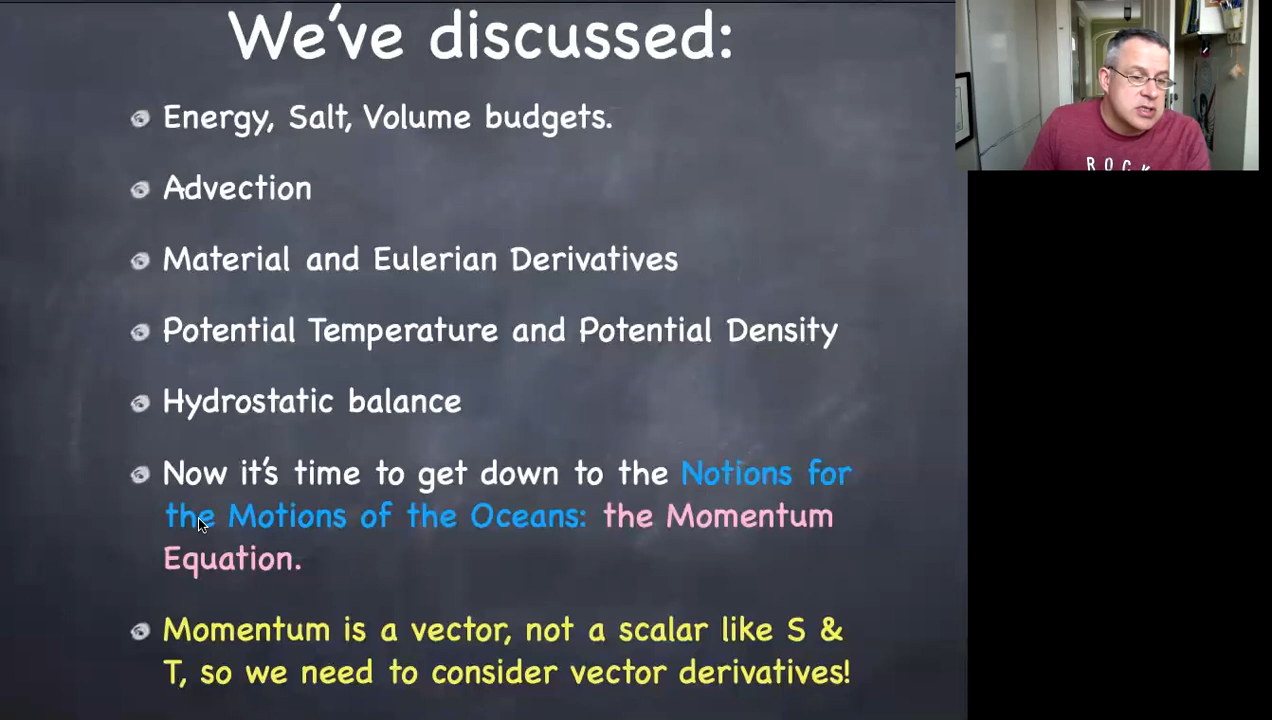 We've discussed:
Energy, Salt, Volume budgets.
Advection
Material and Eulerian Derivatives
Potential Temperature and Potential Density
Hydrostatic balance
Now it's time to get down to the Notions for
the Motions of the Oceans: the Momentum
Equation.
Momentum is a vector, not a scalar like S &
T, so we need to consider vector derivatives!
ROCK